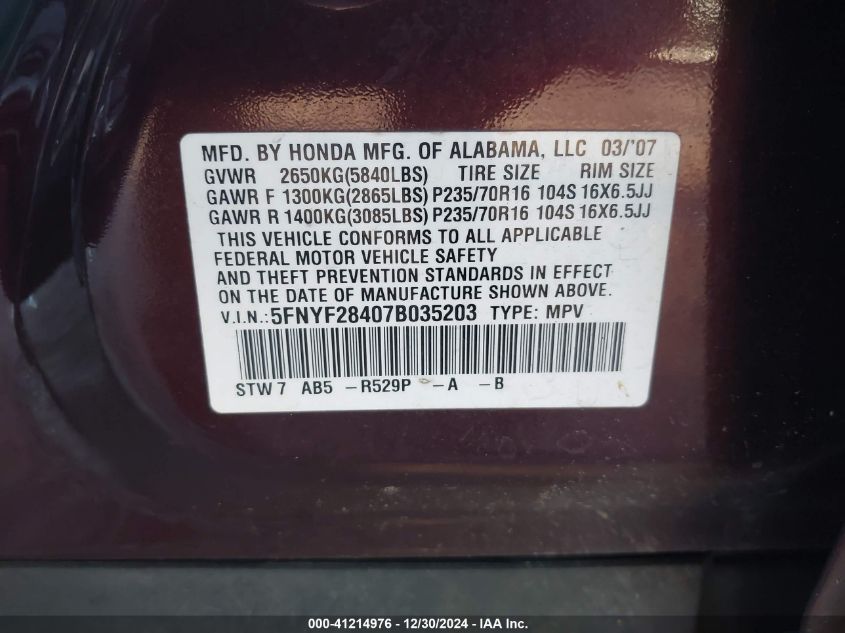 MFD. BY HONDA MFG. OF ALABAMA, LLC 03/'07
GVWR 2650KG(5840LBS) TIRE SIZE RIM SIZE
GAWR F 1300KG(2865LBS) P235/70R16 104S 16X6.5JJ
GAWR R 1400KG(3085LBS) P235/70R16 104S 16X6.5JJ
THIS VEHICLE CONFORMS TO ALL APPLICABLE
FEDERAL MOTOR VEHICLE SAFETY
AND THEFT PREVENTION STANDARDS IN EFFECT
ON THE DATE OF MANUFACTURE SHOWN ABOVE.
V.I.N.:5FNYF28407B035203 TYPE: MPV
STW7 AB5 -R529P -A -B
000-41214976 - 12/30/2024 - IAA Inc.